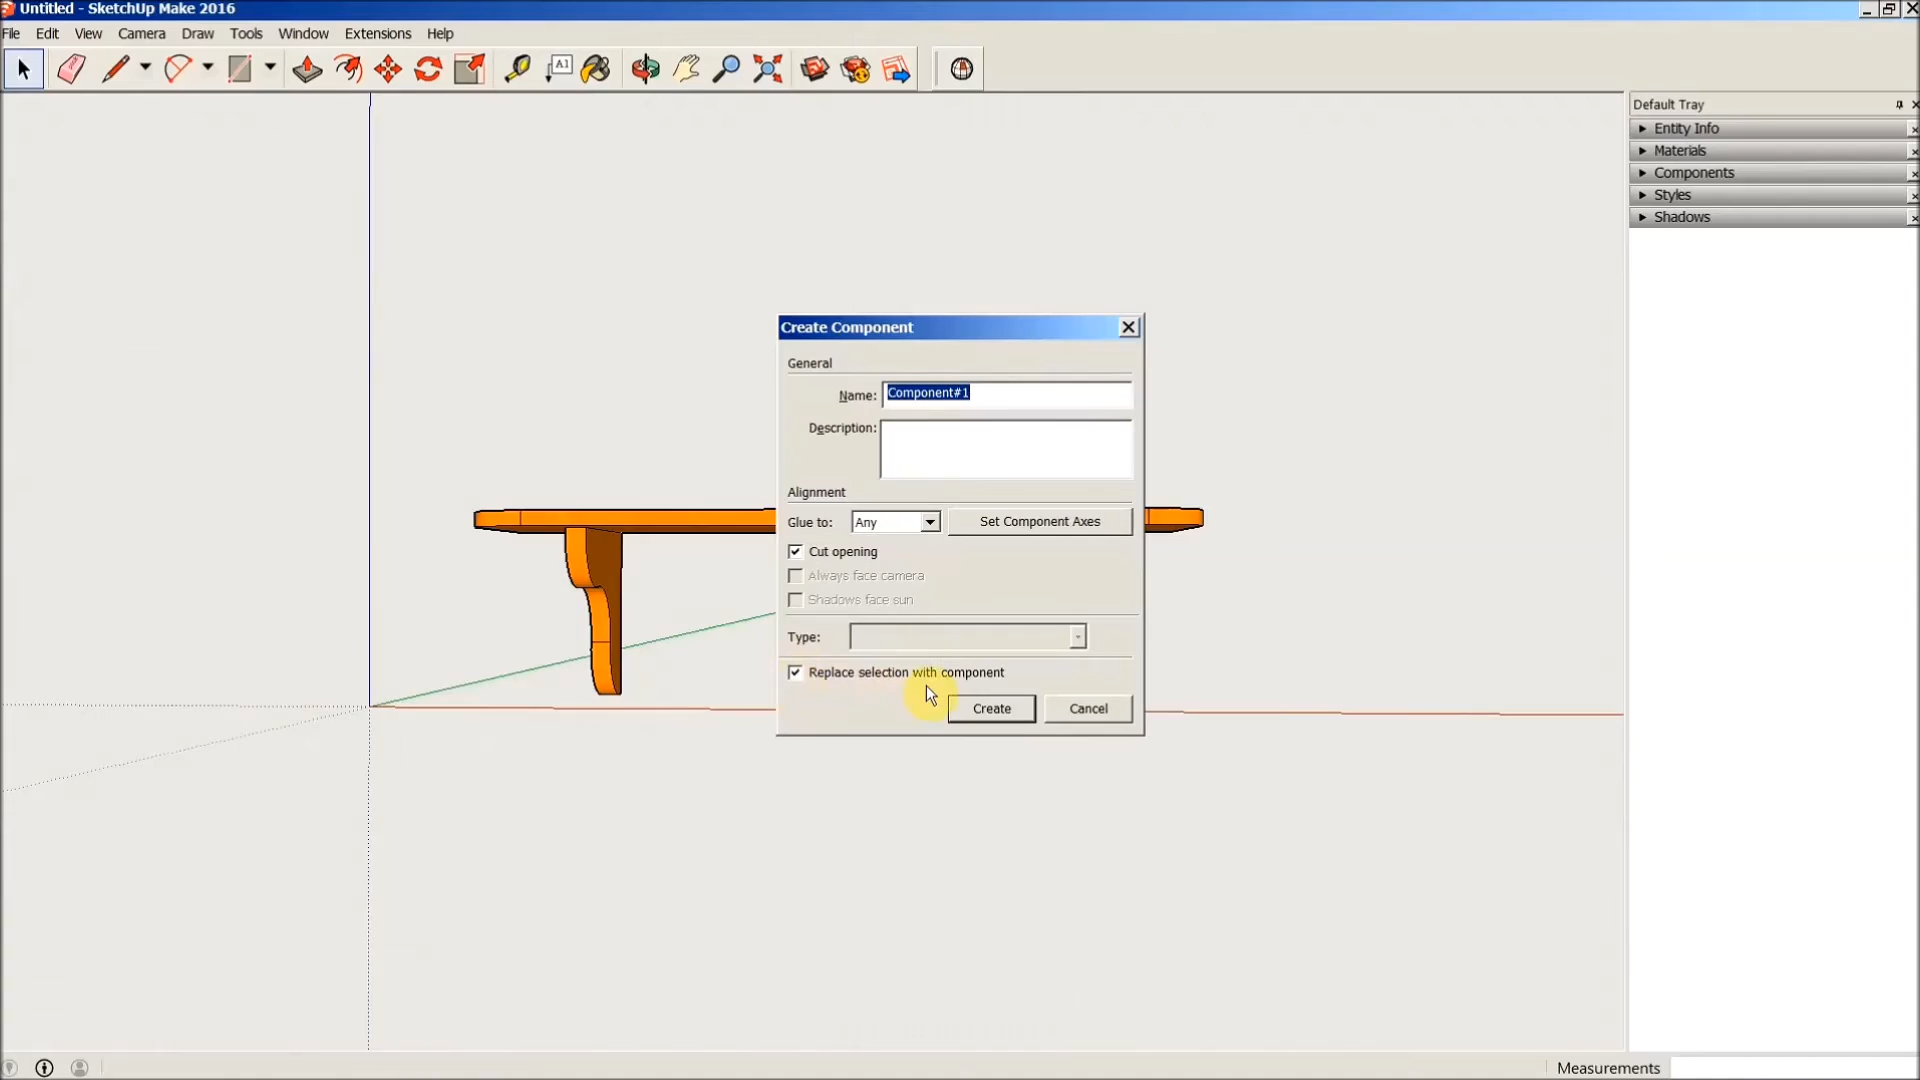 Untitled - SketchUp Make 2016
File Edit View Camera Draw Tools Window Extensions Help
A1
Default Tray
Entity Info
Materials
Components
Styles
Shadows
Create Component
General
Name: Component#1
Description:
Alignment
Glue to: Any Set Component Axes
Cut opening
Always face camera
Shadows face sun
Type:
Replace selection with component
Create Cancel
Measurements